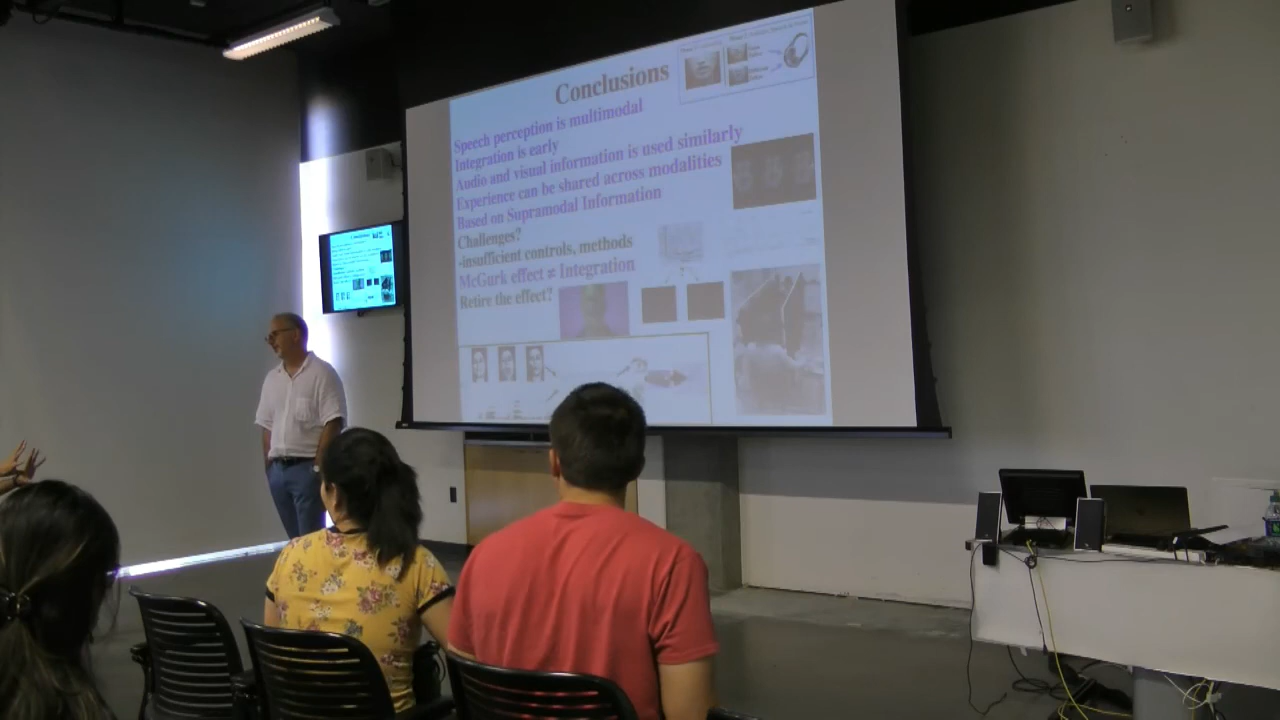 Conclusions
Speech perception is multimodal
Integration is early
Audio and visual information is used similarly
Experience can be shared across modalities
Based on Supramodal Information
Challenges?
-insufficient controls, methods
McGurk effect ≠ Integration
Retire the effect?